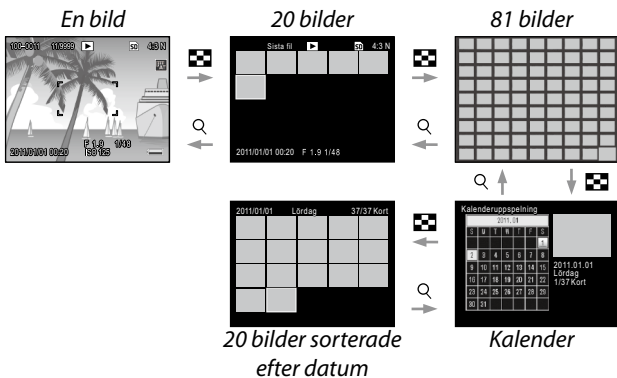 En bild
20 bilder
81 bilder
100-0011 11/9999 SD 4:3 N
F 1.9 1/48
2011/01/01 00:20 ISO 125
Sista fil SD 4:3 N
2011/01/01 00:20 F 1.9 1/48
2011/01/01 Lördag 37/37 Kort
20 bilder sorterade
efter datum
Kalenderuppspelning
2011.01
S M T W T F S
1
2 3 4 5 6 7 8
9 10 11 12 13 14 15
16 17 18 19 20 21 22
23 24 25 26 27 28 29
30 31
2011.01.01
Lördag
1/37 Kort
Kalender